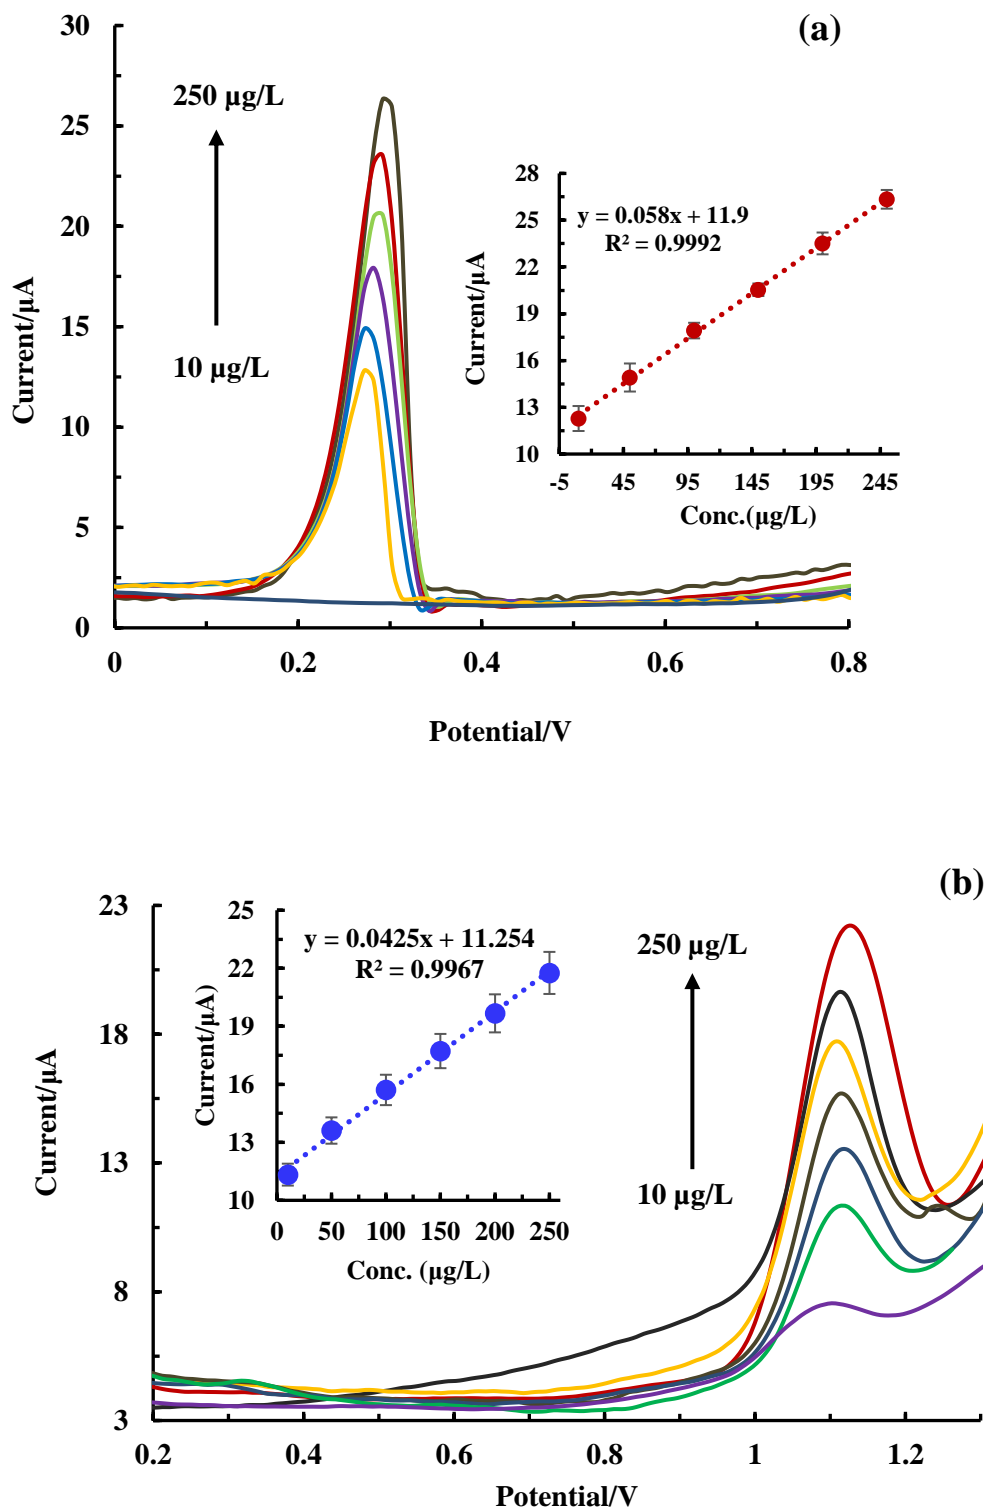 (a)
30
25
20
15
10
5
0
Current/µA
250 µg/L
10 µg/L
0 0.2 0.4 0.6 0.8
Potential/V
y = 0.058x + 11.9
R² = 0.9992
28
25
22
19
16
13
10
Current/µA
-5 45 95 145 195 245
Conc.(µg/L)
(b)
23
18
13
8
3
Current/µA
250 µg/L
10 µg/L
0.2 0.4 0.6 0.8 1 1.2
Potential/V
y = 0.0425x + 11.254
R² = 0.9967
25
22
19
16
13
10
Current/µA)
0 50 100 150 200 250
Conc. (µg/L)